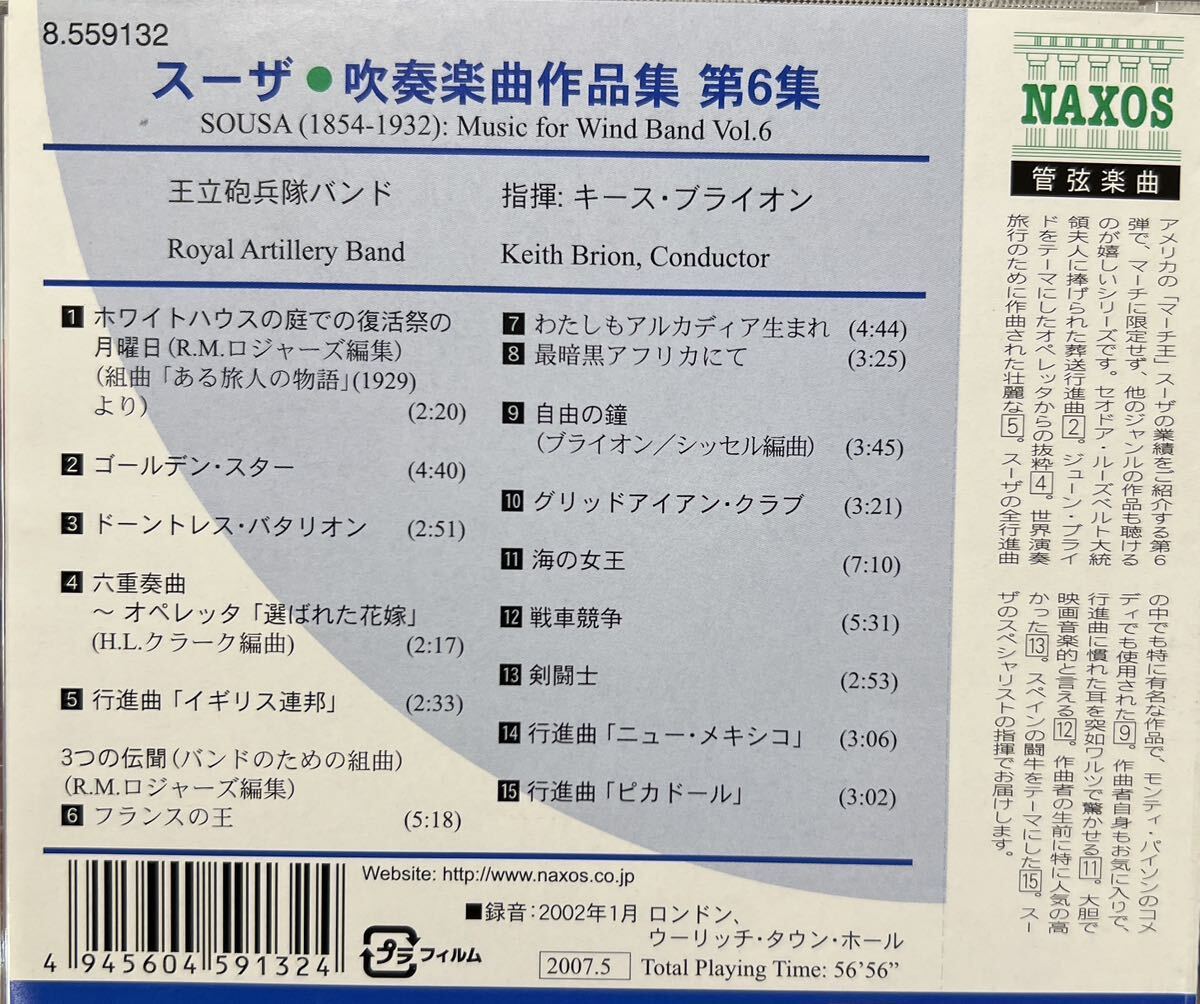 8.559132
スーザ●吹奏楽曲作品集 第6集
SOUSA (1854-1932): Music for Wind Band Vol.6
王立砲兵隊バンド
指揮: キース・ブライオン
Royal Artillery Band
Keith Brion, Conductor
1 ホワイトハウスの庭での復活祭の
月曜日(R.M.ロジャーズ編集)
(組曲「ある旅人の物語」(1929)
より) (2:20)
2 ゴールデン・スター (4:40)
3 ドーントレス・バタリオン (2:51)
4 六重奏曲
～ オペレッタ「選ばれた花嫁」
(H.L.クラーク編曲) (2:17)
5 行進曲「イギリス連邦」 (2:33)
3つの伝聞(バンドのための組曲)
(R.M.ロジャーズ編集)
6 フランスの王 (5:18)
7 わたしもアルカディア生まれ (4:44)
8 最暗黒アフリカにて (3:25)
9 自由の鐘
(ブライオン／シッセル編曲) (3:45)
10 グリッドアイアン・クラブ (3:21)
11 海の女王 (7:10)
12 戦車競争 (5:31)
13 剣闘士 (2:53)
14 行進曲「ニュー・メキシコ」 (3:06)
15 行進曲「ピカドール」 (3:02)
4 945604 591324
プラ フィルム
Website: http://www.naxos.co.jp
■録音:2002年1月 ロンドン、
ウーリッチ・タウン・ホール
2007.5 Total Playing Time: 56'56”
NAXOS
管弦楽曲
アメリカの「マーチ王」スーザの業績をご紹介する第6
弾で、マーチに限定せず、他のジャンルの作品も聴ける
のが嬉しいシリーズです。セオドア・ルーズベルト大統
領夫人に捧げられた葬送行進曲2。ジューン・ブライ
ドをテーマにしたオペレッタからの抜粋4。世界演奏
旅行のために作曲された壮麗な5。スーザの全行進曲
の中でも特に有名な作品で、モンティ・パイソンのコメ
ディでも使用された9。作曲者自身もお気に入りで、
行進曲に慣れた耳を突如ワルツで驚かせる11。大胆で
映画音楽的と言える12。作曲者の生前に特に人気の高
かった13。スペインの闘牛をテーマにした15。スー
ザのスペシャリストの指揮でお届けします。